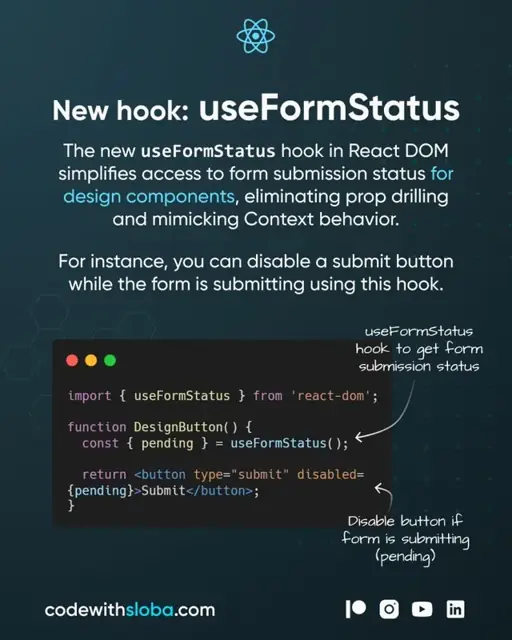 New hook: useFormStatus
The new useFormStatus hook in React DOM
simplifies access to form submission status for
design components, eliminating prop drilling
and mimicking Context behavior.
For instance, you can disable a submit button
while the form is submitting using this hook.
useFormStatus
hook to get form
submission status
import { useFormStatus } from 'react-dom';
function DesignButton() {
const { pending } = useFormStatus();
return <button type="submit" disabled=
{pending}>Submit</button>;
}
Disable button if
form is submitting
(pending)
codewithsloba.com